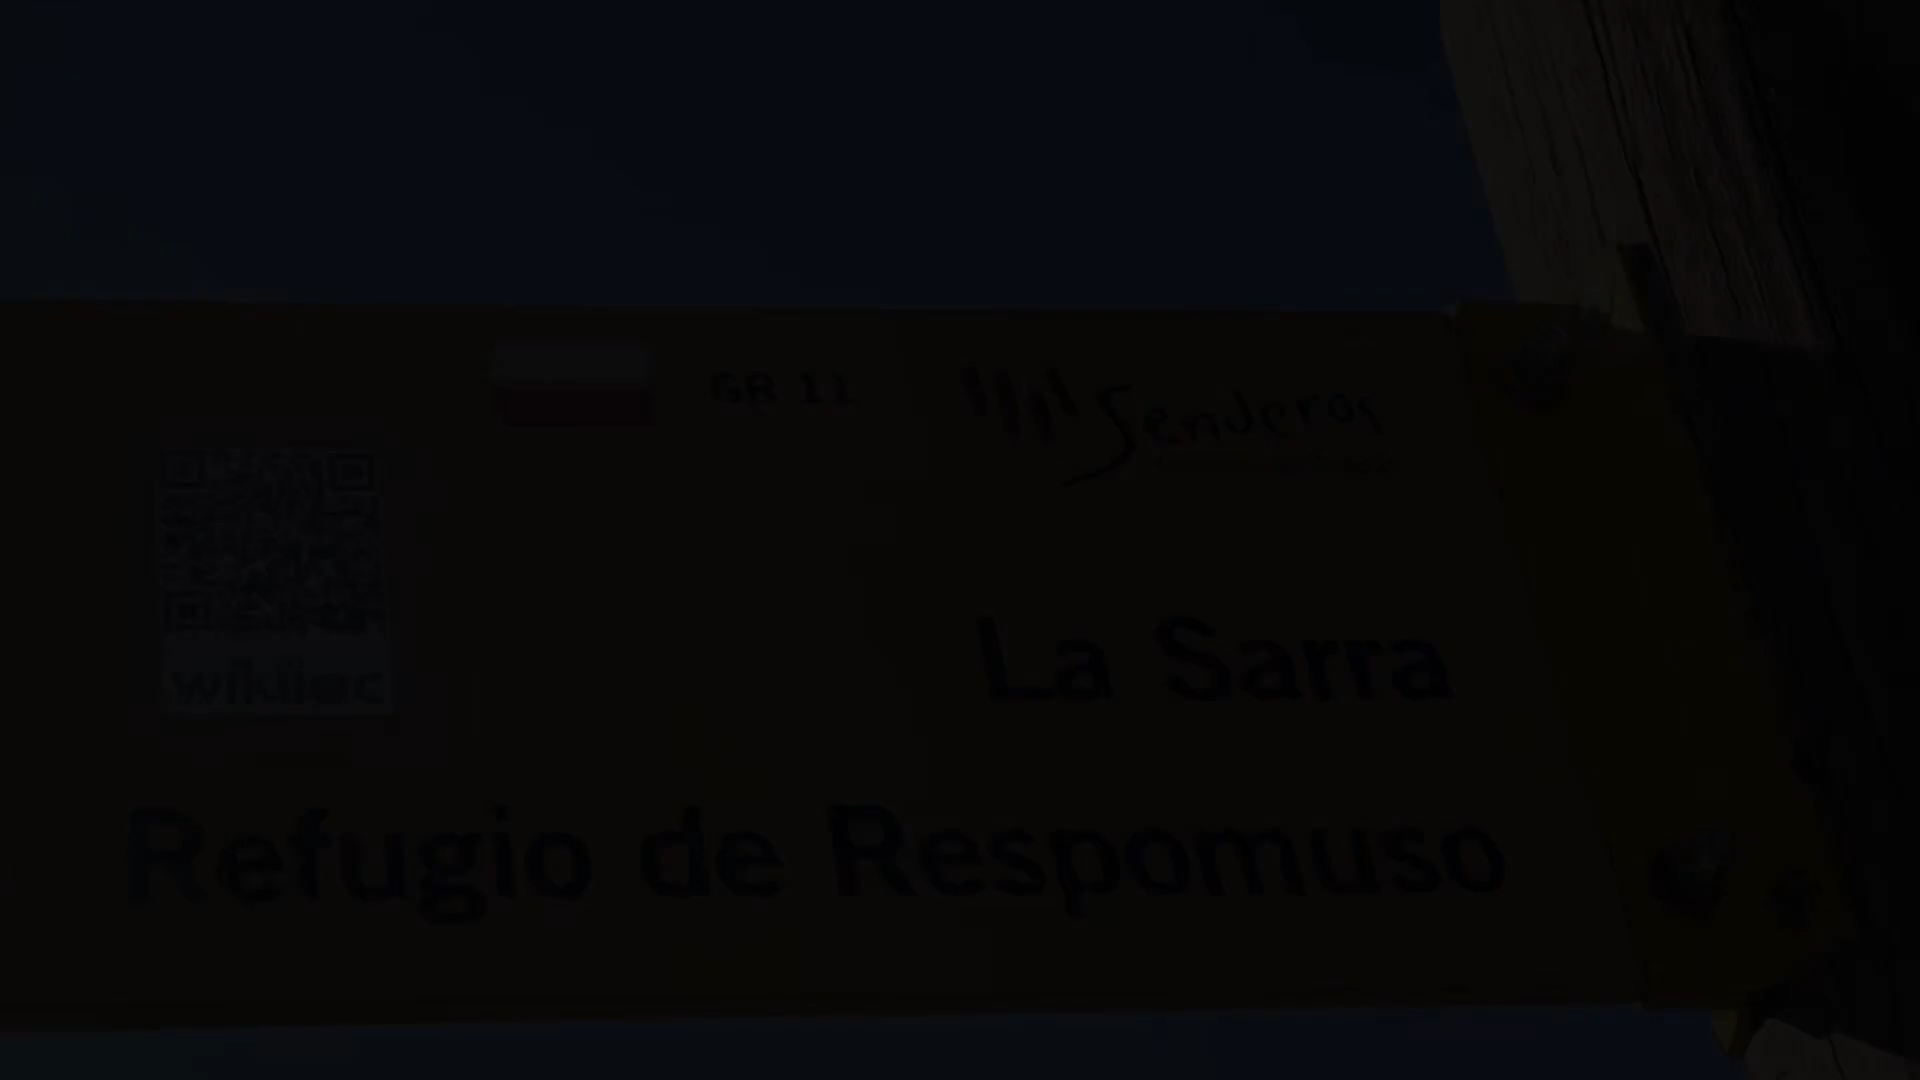 GR 11
Senderos
wikiloc
La Sarra
Refugio de Respomuso